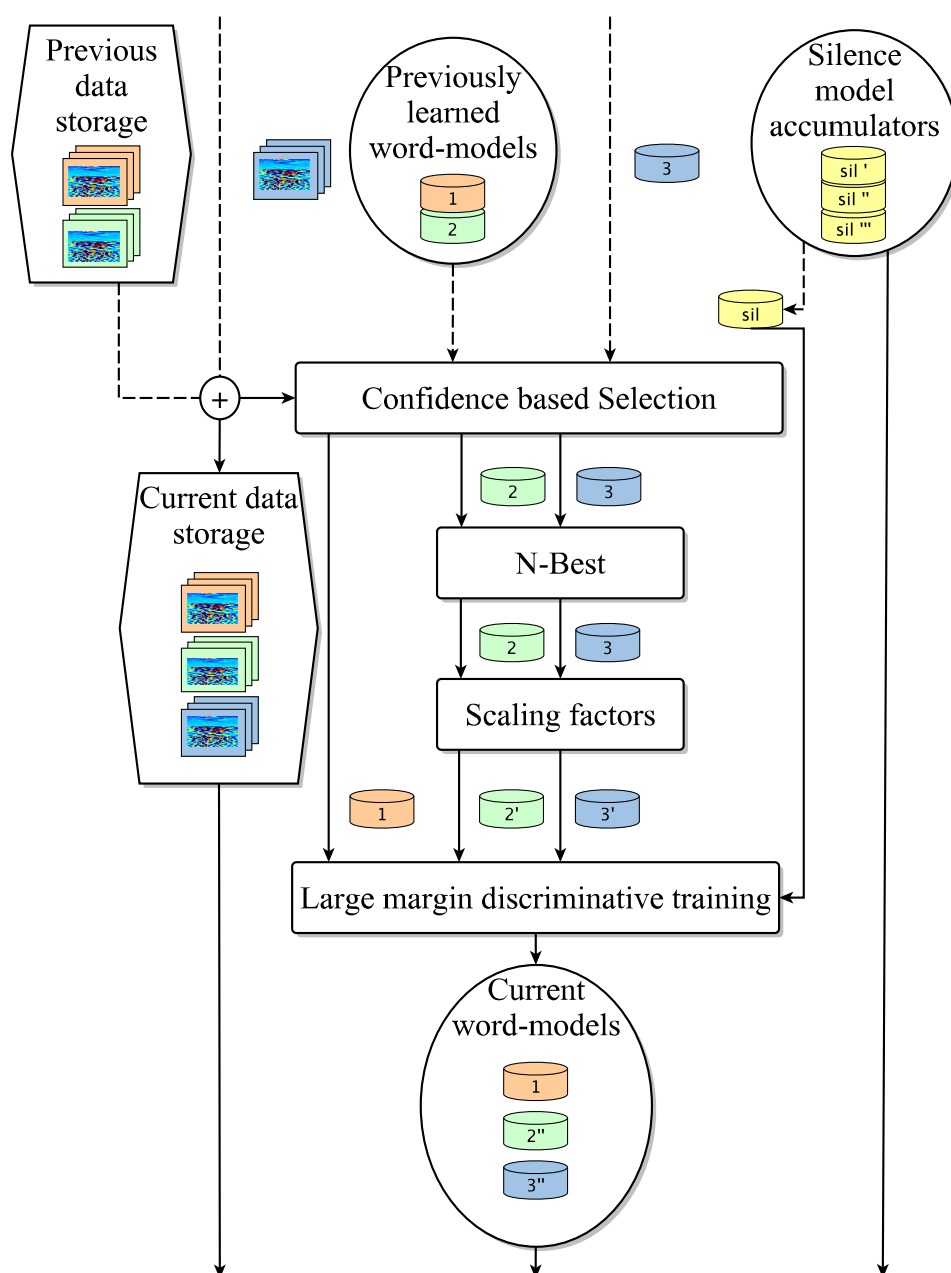 Previous
data
storage
Previously
learned
word-models
1
2
3
Silence
model
accumulators
sil '
sil ''
sil '''
sil
+
Confidence based Selection
2
3
Current data
storage
N-Best
2
3
Scaling factors
1
2'
3'
Large margin discriminative training
Current
word-models
1
2''
3''